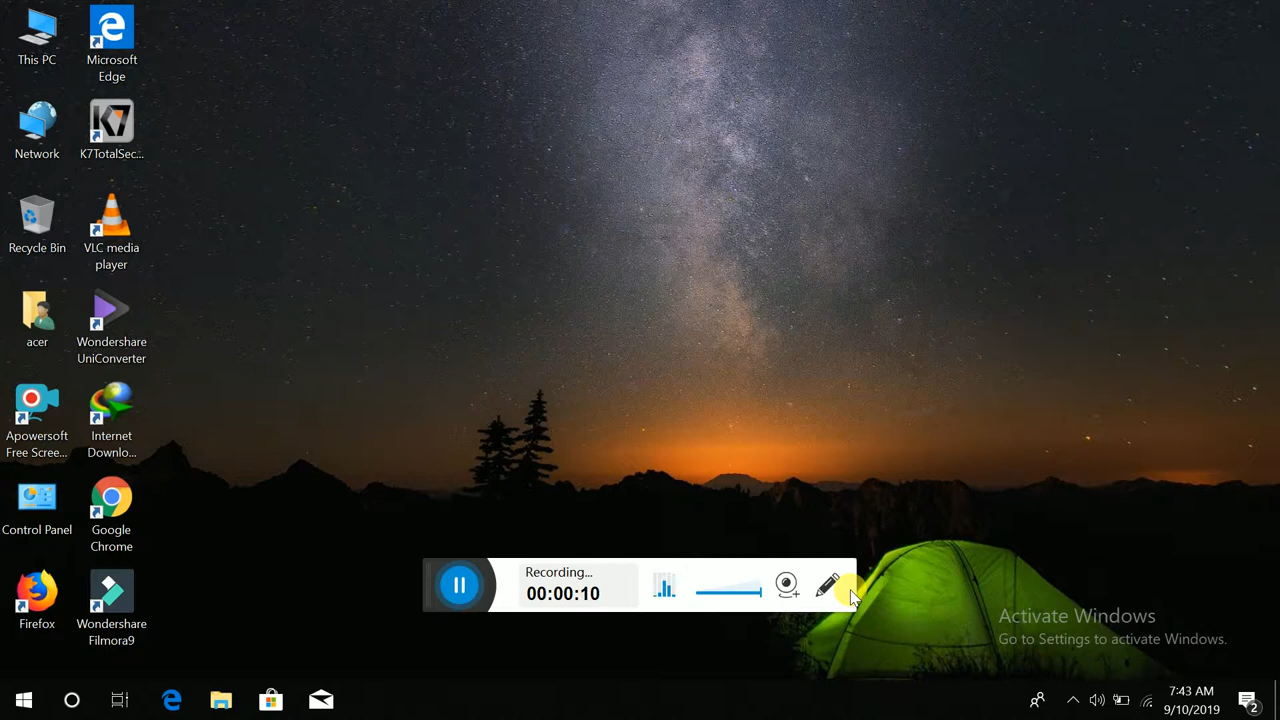 This PC
Microsoft
Edge
Network
K7
K7TotalSec...
Recycle Bin
VLC media
player
acer
Wondershare
UniConverter
Apowersoft
Free Scree...
Internet
Downlo...
Control Panel
Google
Chrome
Firefox
Wondershare
Filmora9
Recording...
00:00:10
Activate Windows
Go to Settings to activate Windows.
7:43 AM
9/10/2019
2